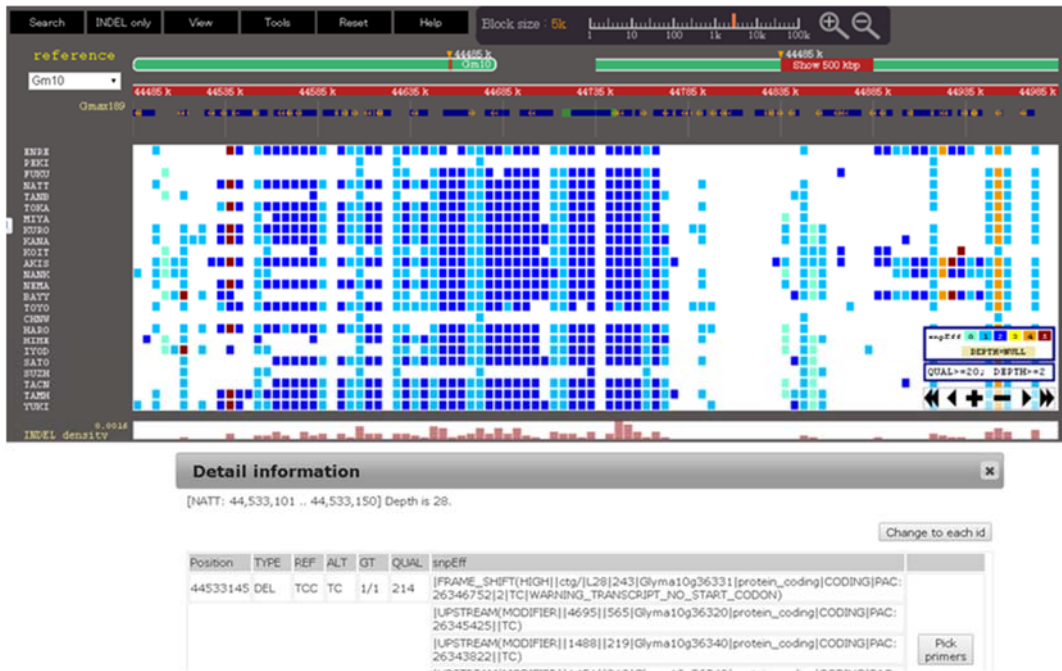 Search INDEL only View Tools Reset Help Block size : 5k
1 10 100 1k 10k 100k
reference 44485 k 44485 k
Gm10 Show 500 kbp
Gm10
44485 k 44535 k 44585 k 44635 k 44685 k 44735 k 44785 k 44835 k 44885 k 44935 k 44985 k
Gmax189
ENRE
PEKI
FUKU
NATT
TANB
TOKA
MIYA
KURO
KANA
KOIT
AKIS
NANK
NEMA
BAYY
TOYO
CHNW
HARO
HIME
IYOD
SATO
SUZH
TACN
TAMH
YUKI
snpEff 0 1 2 3 4 5
DEPTH=NULL
QUAL>=20; DEPTH>=2
0.0016
INDEL density
Detail information
[NATT: 44,533,101 .. 44,533,150] Depth is 28.
Change to each id
Position TYPE REF ALT GT QUAL snpEff
44533145 DEL TCC TC 1/1 214 |FRAME_SHIFT(HIGH||ctg/|L28|243|Glyma10g36331|protein_coding|CODING|PAC:
26346752|2|TC|WARNING_TRANSCRIPT_NO_START_CODON)
|UPSTREAM(MODIFIER||4695||565|Glyma10g36320|protein_coding|CODING|PAC:
26345425||TC)
|UPSTREAM(MODIFIER||1488||219|Glyma10g36340|protein_coding|CODING|PAC:
26343822||TC)
Pick
primers